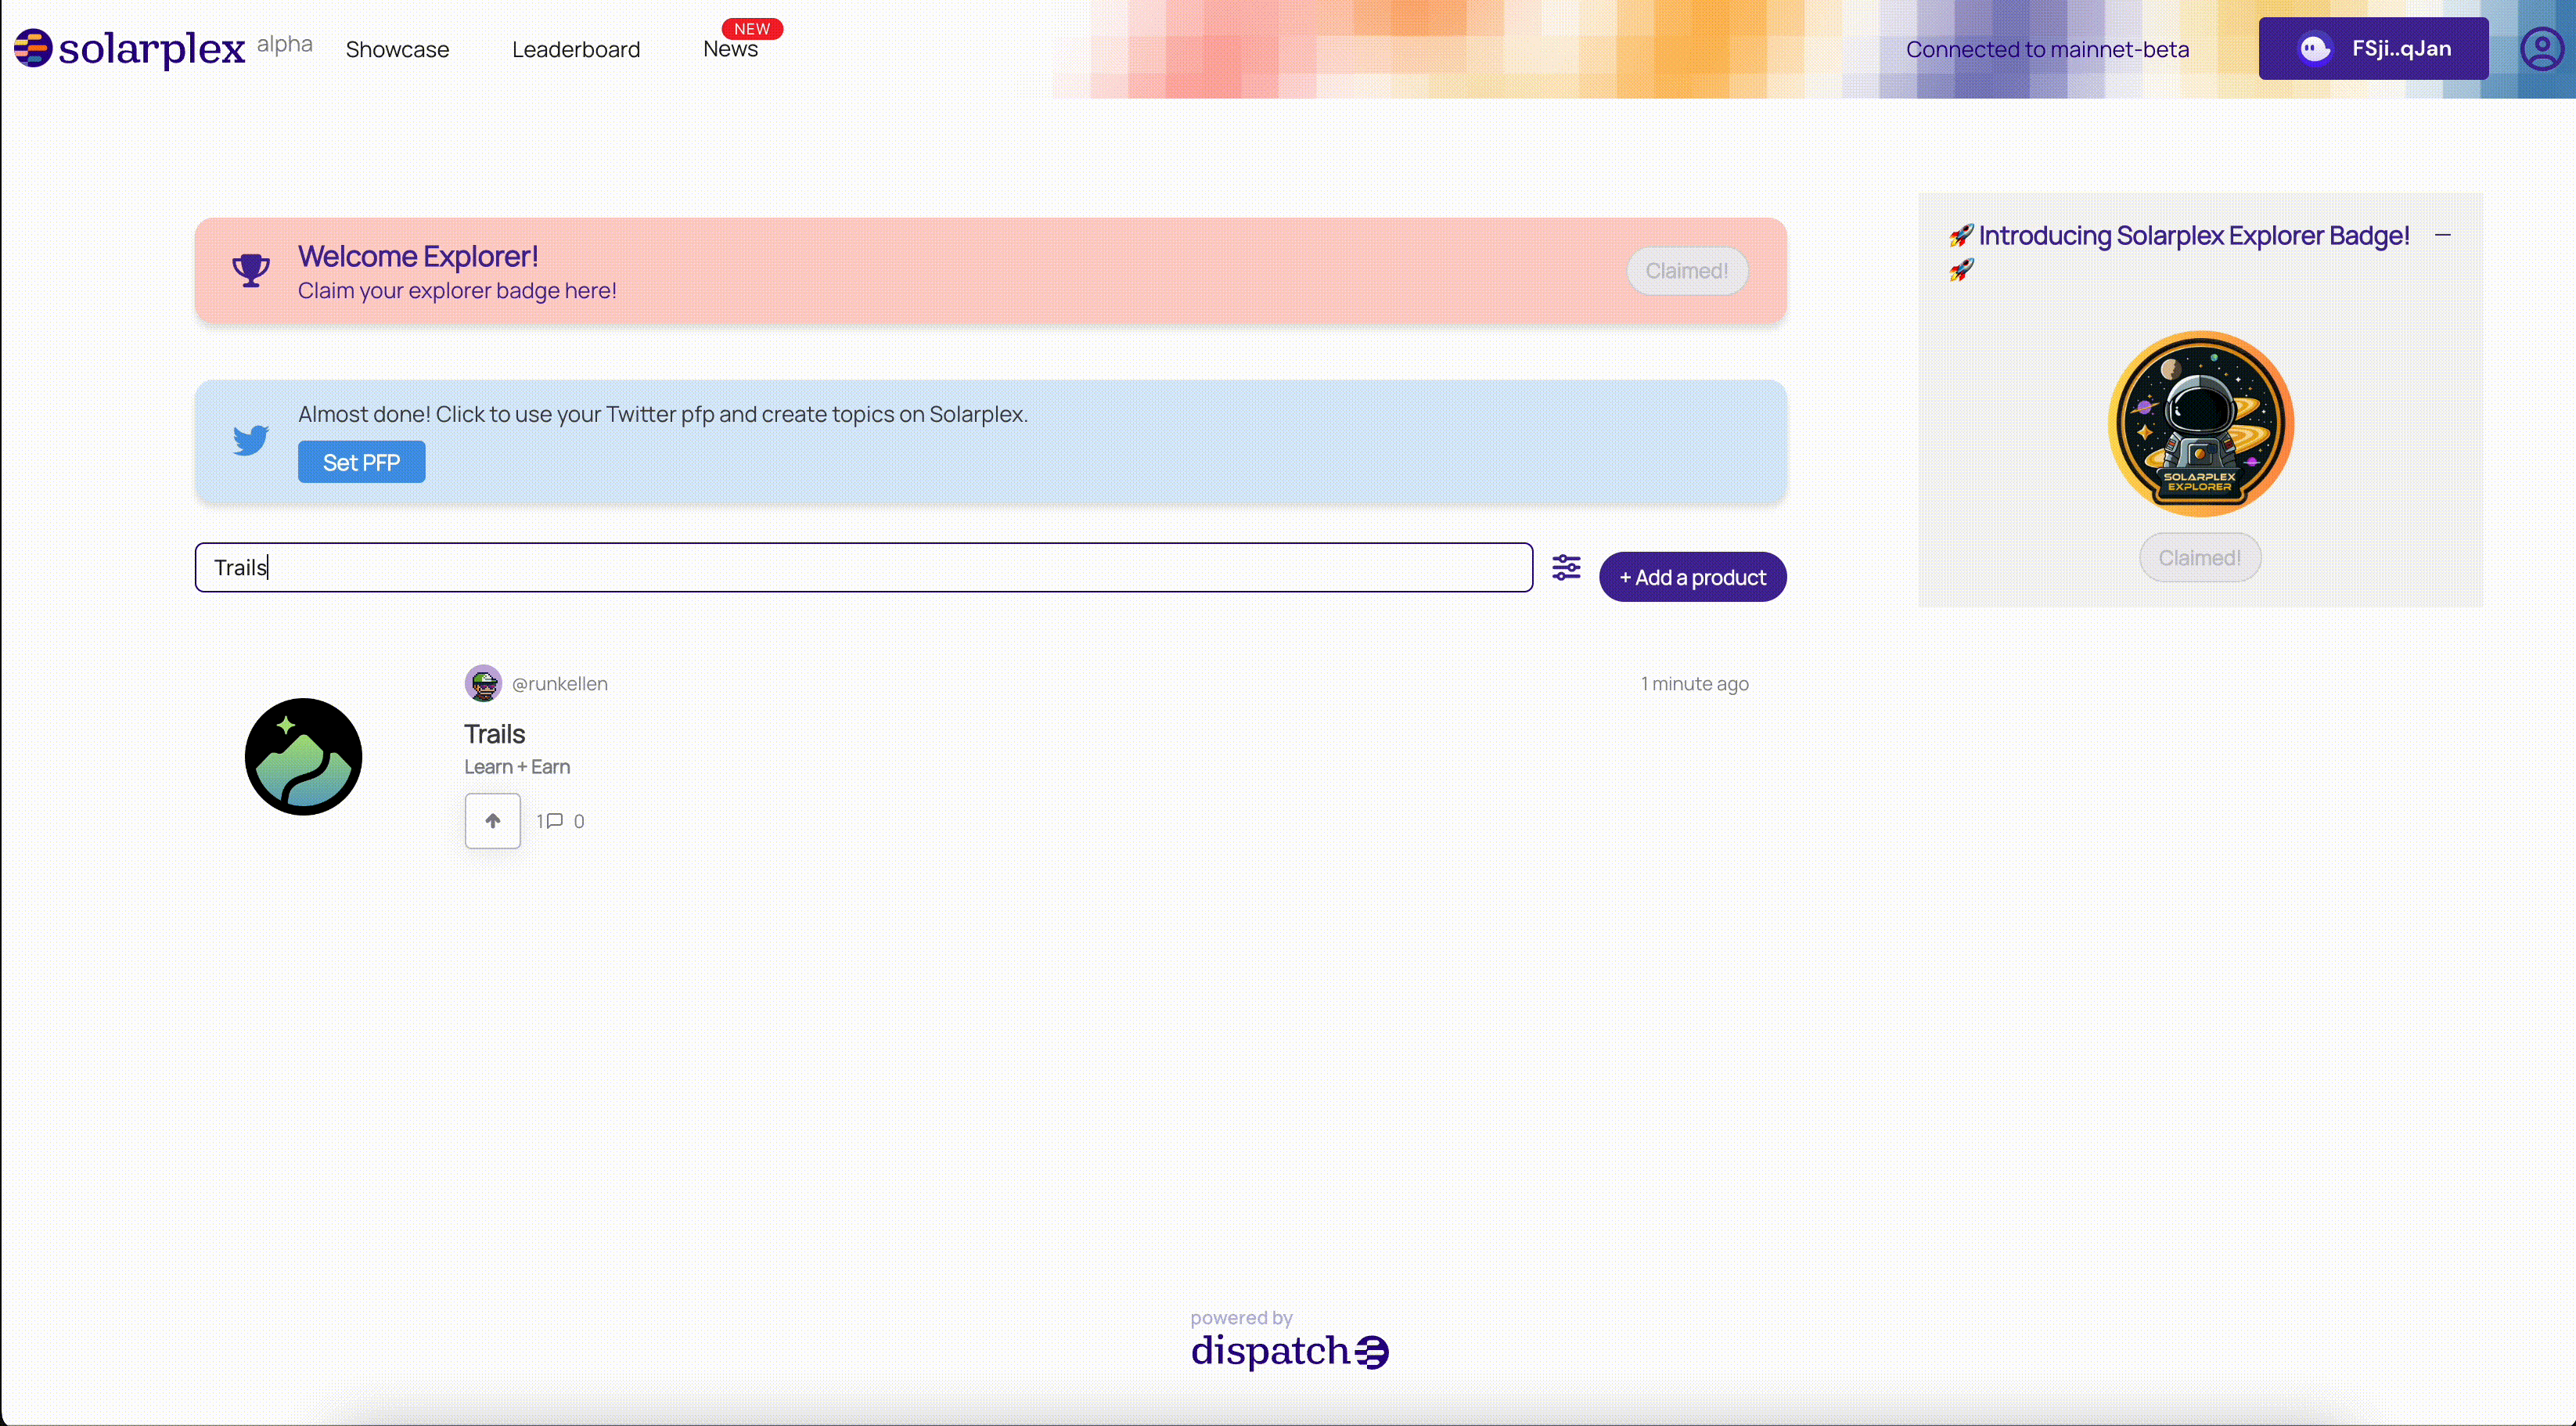 solarplex alpha
Showcase
Leaderboard
NEW
News
Connected to mainnet-beta
FSji..qJan
Welcome Explorer!
Claim your explorer badge here!
Claimed!
🚀 Introducing Solarplex Explorer Badge!
🚀
SOLARPLEX
EXPLORER
Claimed!
Almost done! Click to use your Twitter pfp and create topics on Solarplex.
Set PFP
Trails
+ Add a product
@runkellen
1 minute ago
Trails
Learn + Earn
1 0
powered by
dispatch